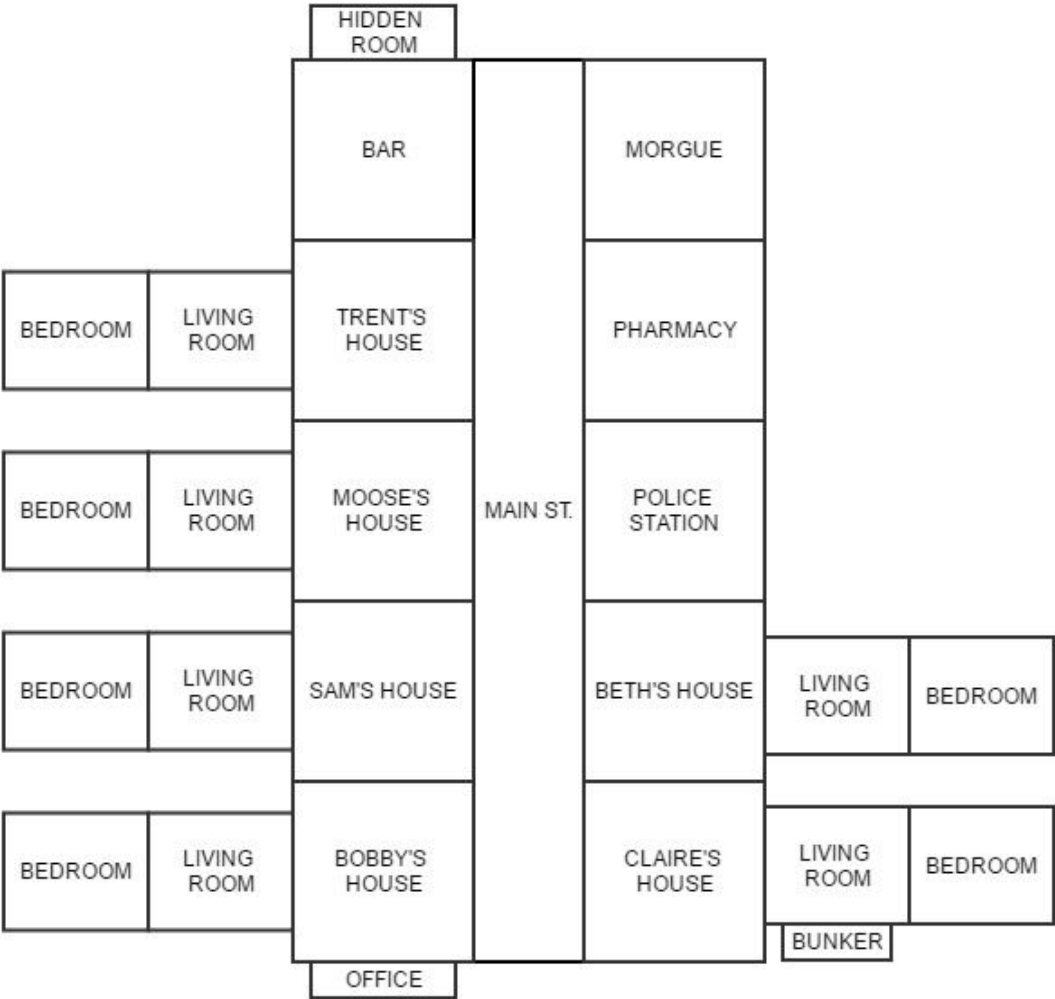 HIDDEN
ROOM
BAR
MORGUE
BEDROOM
LIVING
ROOM
TRENT'S
HOUSE
PHARMACY
BEDROOM
LIVING
ROOM
MOOSE'S
HOUSE
MAIN ST.
POLICE
STATION
BEDROOM
LIVING
ROOM
SAM'S HOUSE
BETH'S HOUSE
LIVING
ROOM
BEDROOM
BEDROOM
LIVING
ROOM
BOBBY'S
HOUSE
CLAIRE'S
HOUSE
LIVING
ROOM
BEDROOM
BUNKER
OFFICE